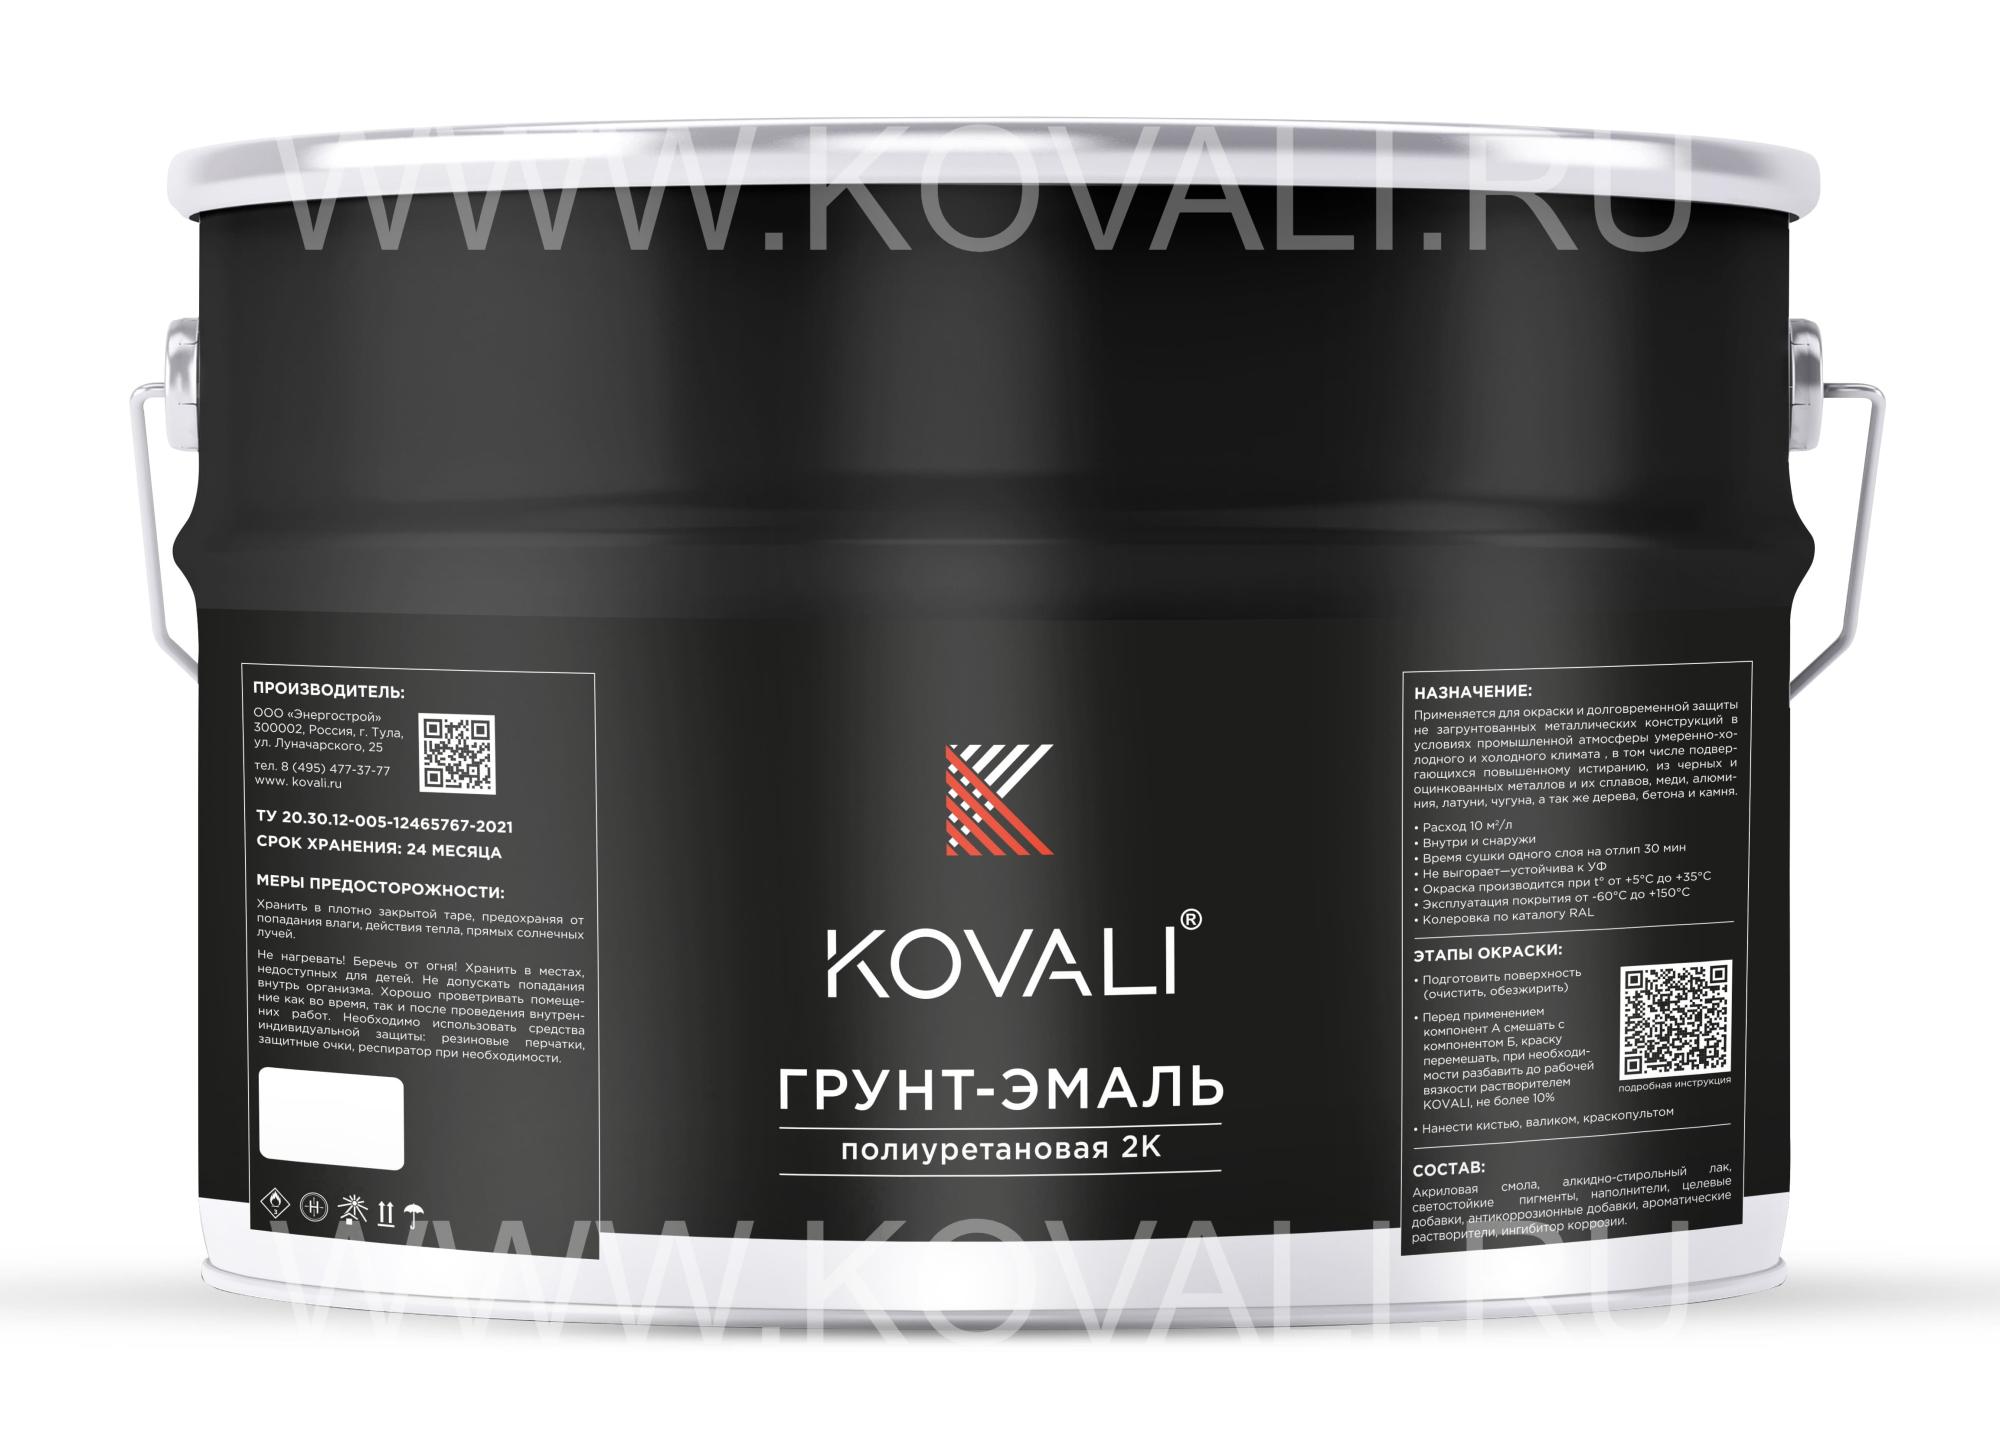 WWW.KOVALI.RU
ПРОИЗВОДИТЕЛЬ:
ООО «Энергострой»
300002, Россия, г. Тула,
ул. Луначарского, 25
тел. 8 (495) 477-37-77
www. kovali.ru
ТУ 20.30.12-005-12465767-2021
СРОК ХРАНЕНИЯ: 24 МЕСЯЦА
МЕРЫ ПРЕДОСТОРОЖНОСТИ:
Хранить в плотно закрытой таре, предохраняя от
попадания влаги, действия тепла, прямых солнечных
лучей.
Не нагревать! Беречь от огня! Хранить в местах,
недоступных для детей. Не допускать попадания
внутрь организма. Хорошо проветривать помеще-
ние как во время, так и после проведения внутрен-
них работ. Необходимо использовать средства
индивидуальной защиты: резиновые перчатки,
защитные очки, респиратор при необходимости.
3
Н
KOVALI®
ГРУНТ-ЭМАЛЬ
полиуретановая 2К
НАЗНАЧЕНИЕ:
Применяется для окраски и долговременной защиты
не загрунтованных металлических конструкций в
условиях промышленной атмосферы умеренно-хо-
лодного и холодного климата , в том числе подвер-
гающихся повышенному истиранию, из черных и
оцинкованных металлов и их сплавов, меди, алюми-
ния, латуни, чугуна, а так же дерева, бетона и камня.
• Расход 10 м²/л
• Внутри и снаружи
• Время сушки одного слоя на отлип 30 мин
• Не выгорает—устойчива к УФ
• Окраска производится при t° от +5°С до +35°С
• Эксплуатация покрытия от -60°С до +150°С
• Колеровка по каталогу RAL
ЭТАПЫ ОКРАСКИ:
• Подготовить поверхность
(очистить, обезжирить)
• Перед применением
компонент А смешать с
компонентом Б, краску
перемешать, при необходи-
мости разбавить до рабочей
вязкости растворителем
KOVALI, не более 10%
подробная инструкция
• Нанести кистью, валиком, краскопультом
СОСТАВ:
Акриловая смола, алкидно-стирольный лак,
светостойкие пигменты, наполнители, целевые
добавки, антикоррозионные добавки, ароматические
растворители, ингибитор коррозии.
WWW.KOVALI.RU